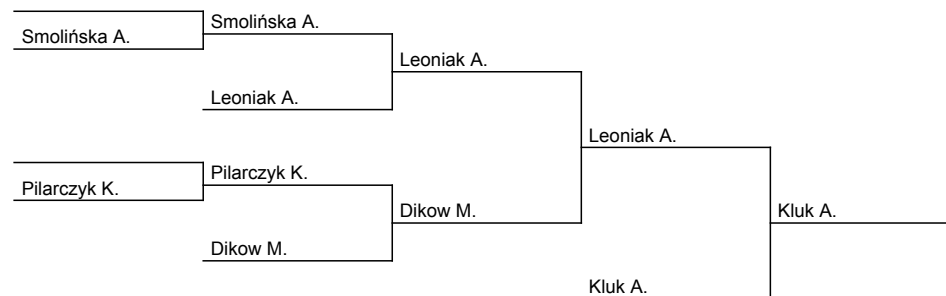 Smolińska A.
Smolińska A.
Leoniak A.
Leoniak A.
Leoniak A.
Pilarczyk K.
Pilarczyk K.
Dikow M.
Kluk A.
Dikow M.
Kluk A.